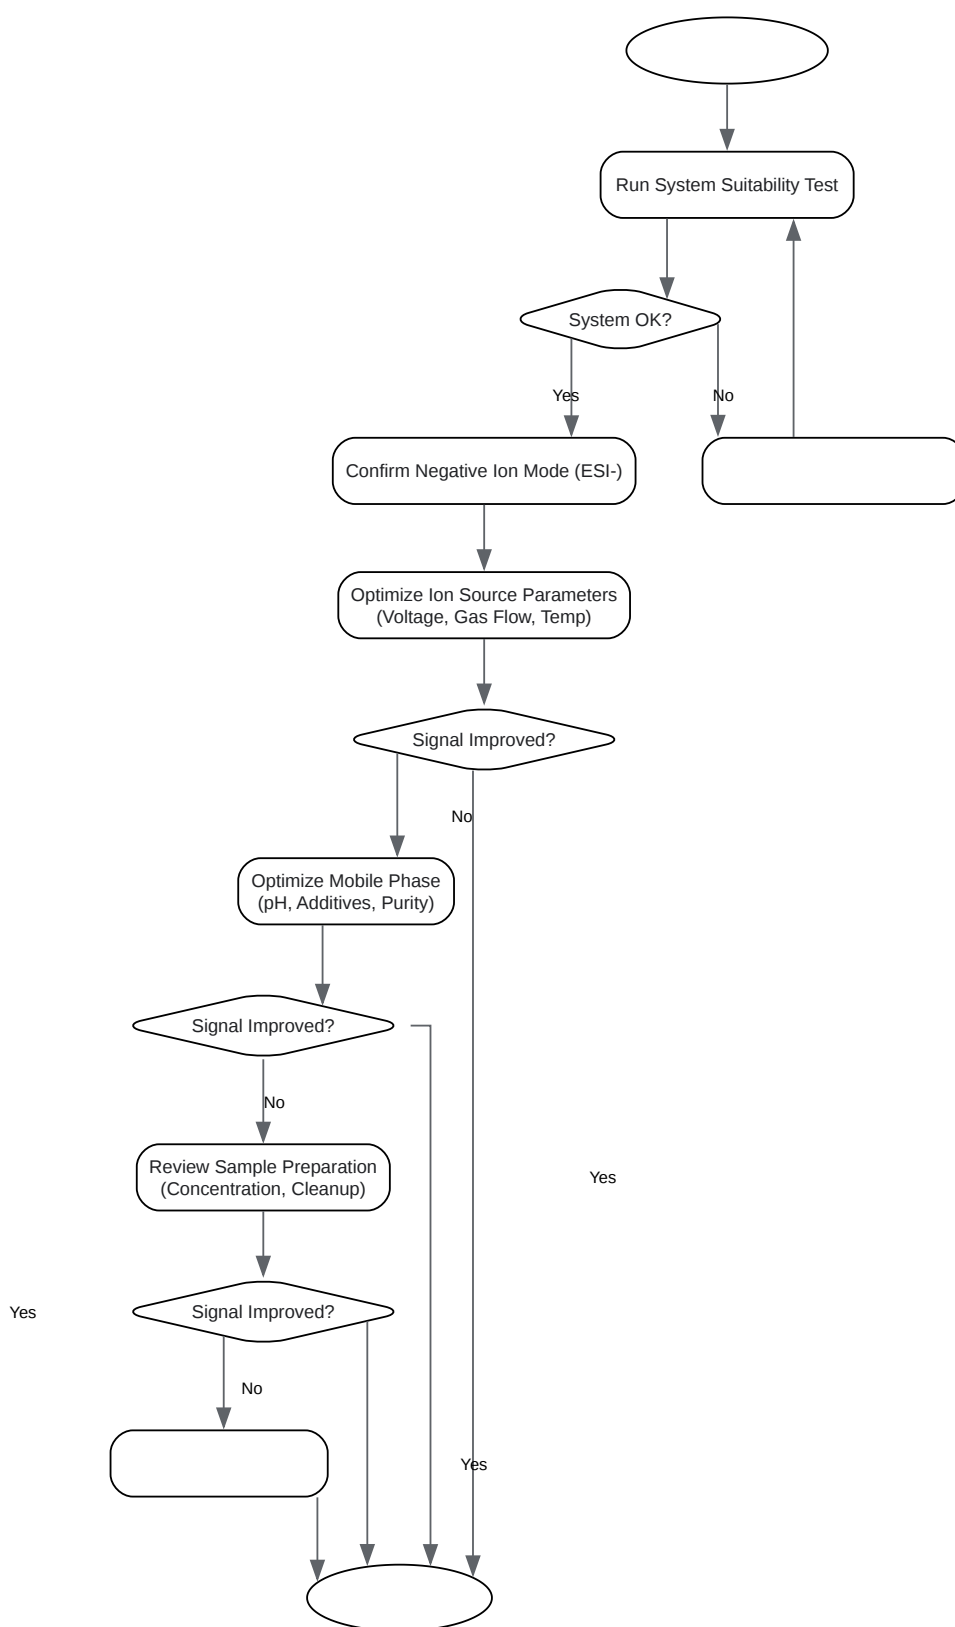 Run System Suitability Test
System OK?
Yes
No
Confirm Negative Ion Mode (ESI-)
Optimize Ion Source Parameters
(Voltage, Gas Flow, Temp)
Signal Improved?
No
Optimize Mobile Phase
(pH, Additives, Purity)
Signal Improved?
No
Review Sample Preparation
(Concentration, Cleanup)
Yes
Yes
Signal Improved?
No
Yes